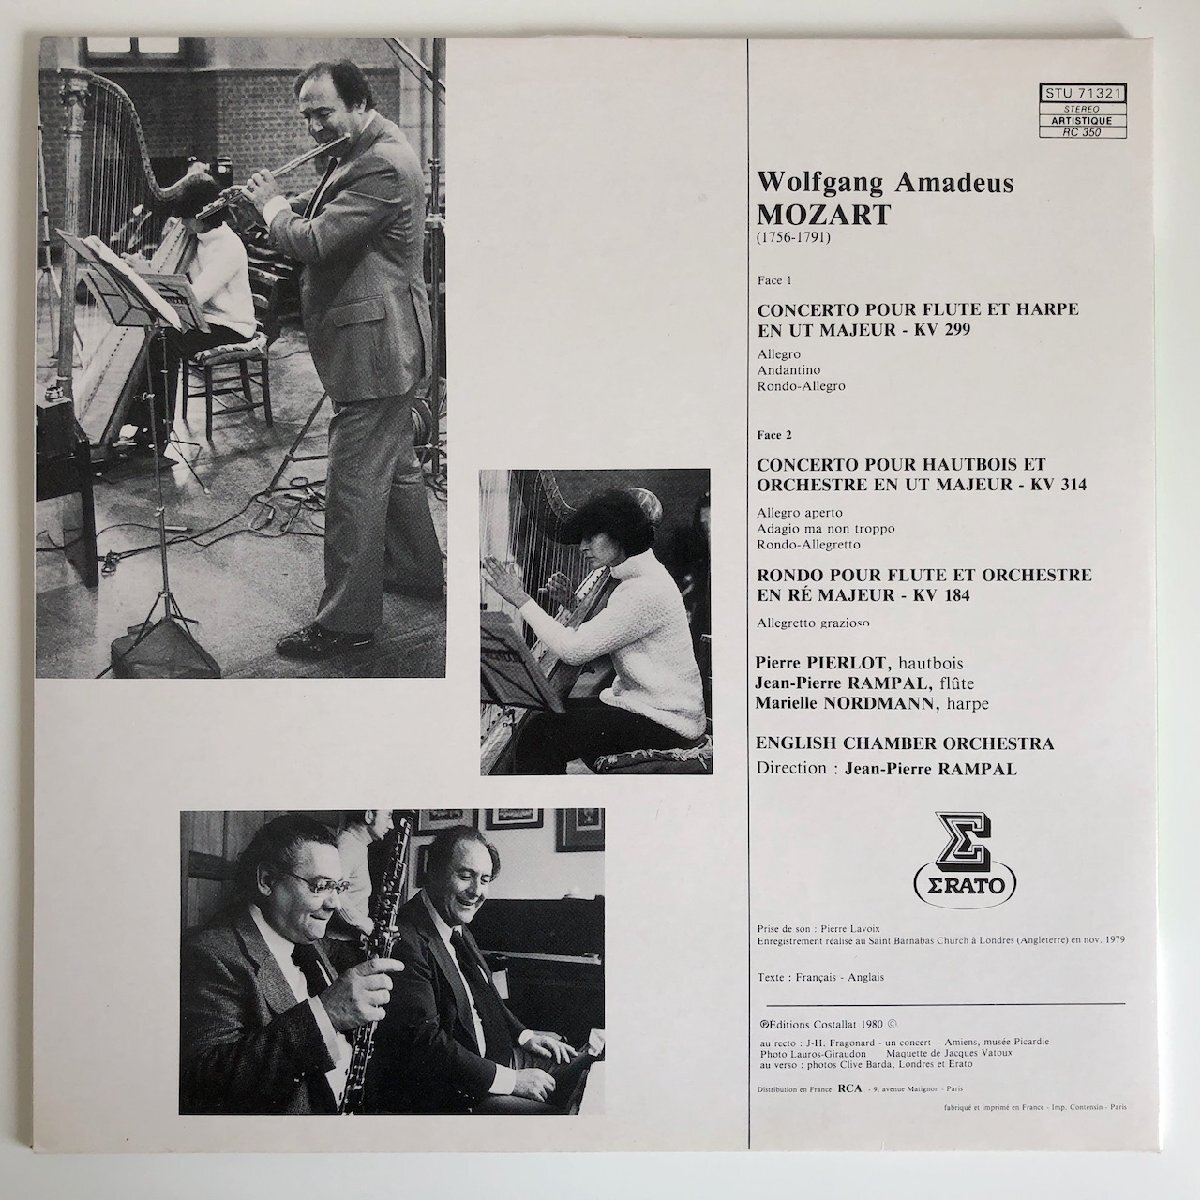 STU 71321
STEREO
ARTISTIQUE
RC 350
Wolfgang Amadeus
MOZART
(1756-1791)
Face 1
CONCERTO POUR FLUTE ET HARPE
EN UT MAJEUR - KV 299
Allegro
Andantino
Rondo-Allegro
Face 2
CONCERTO POUR HAUTBOIS ET
ORCHESTRE EN UT MAJEUR - KV 314
Allegro aperto
Adagio ma non troppo
Rondo-Allegretto
RONDO POUR FLUTE ET ORCHESTRE
EN RÉ MAJEUR - KV 184
Allegretto grazioso
Pierre PIERLOT, hautbois
Jean-Pierre RAMPAL, flûte
Marielle NORDMANN, harpe
ENGLISH CHAMBER ORCHESTRA
Direction : Jean-Pierre RAMPAL
ΣRATO
Prise de son : Pierre Lavoix
Enregistrement réalisé au Saint Barnabas Church à Londres (Angleterre) en nov. 1979
Texte : Français - Anglais
℗Editions Costallat 1980 ©
au recto : J-H. Fragonard - un concert - Amiens, musée Picardie
Photo Lauros-Giraudon Maquette de Jacques Vatoux
au verso : photos Clive Barda, Londres et Erato
Distribution en France RCA - 9, avenue Matignon - Paris
fabriqué et imprimé en France - Imp. Contensin - Paris